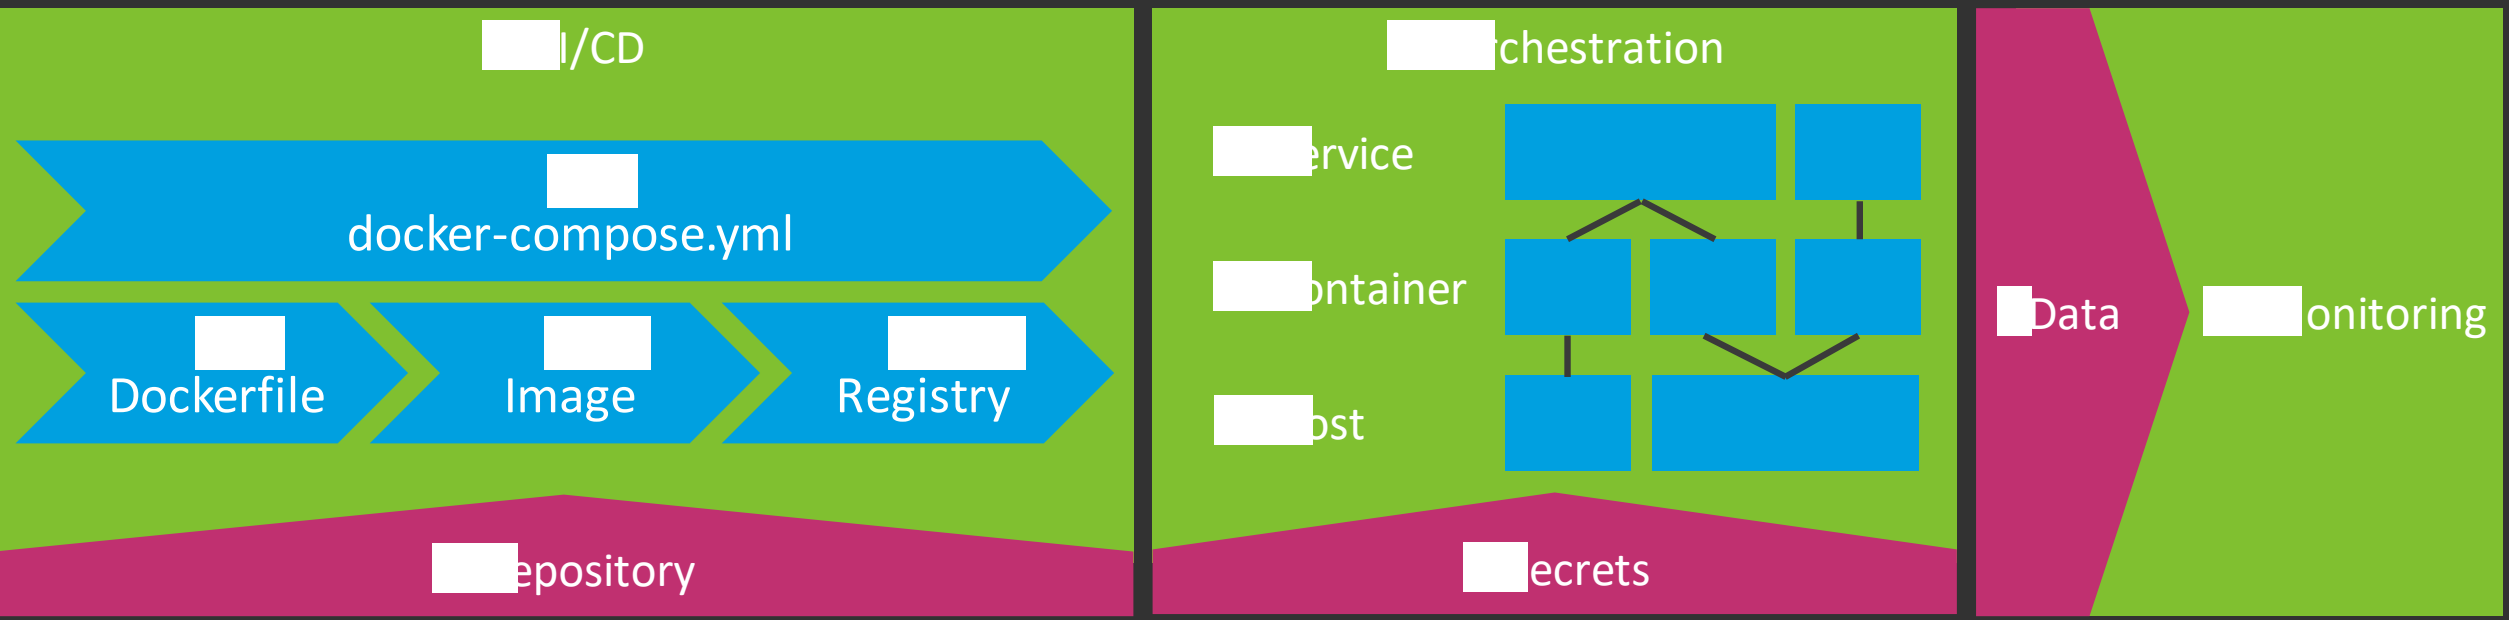 I/CD
docker-compose.yml
Dockerfile
Image
Registry
epository
rchestration
ervice
ontainer
ost
ecrets
Data
onitoring